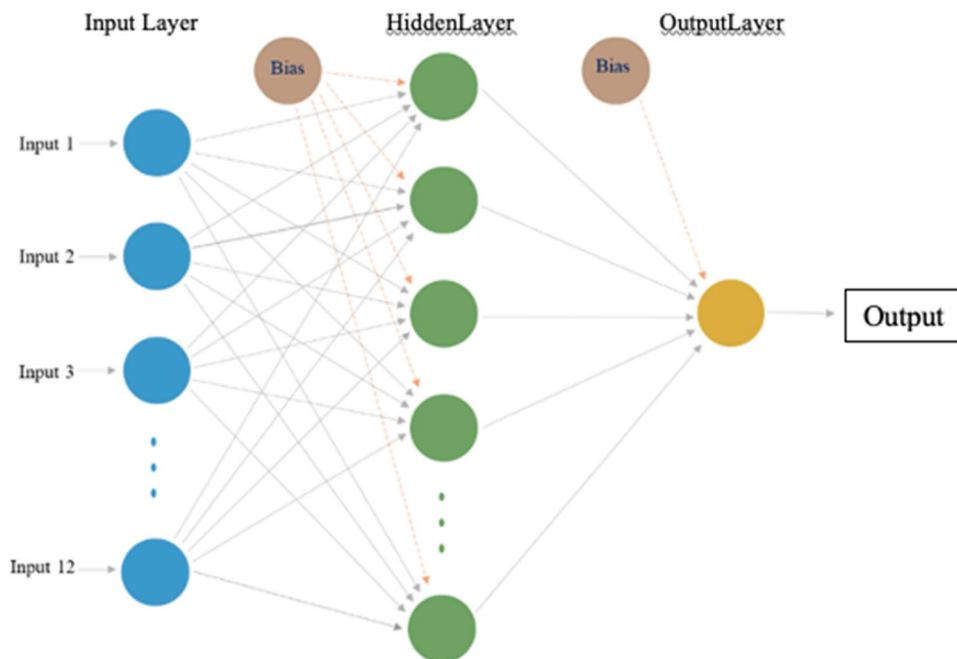 Input Layer
HiddenLayer
OutputLayer
Bias
Bias
Input 1
Input 2
Input 3
Input 12
Output